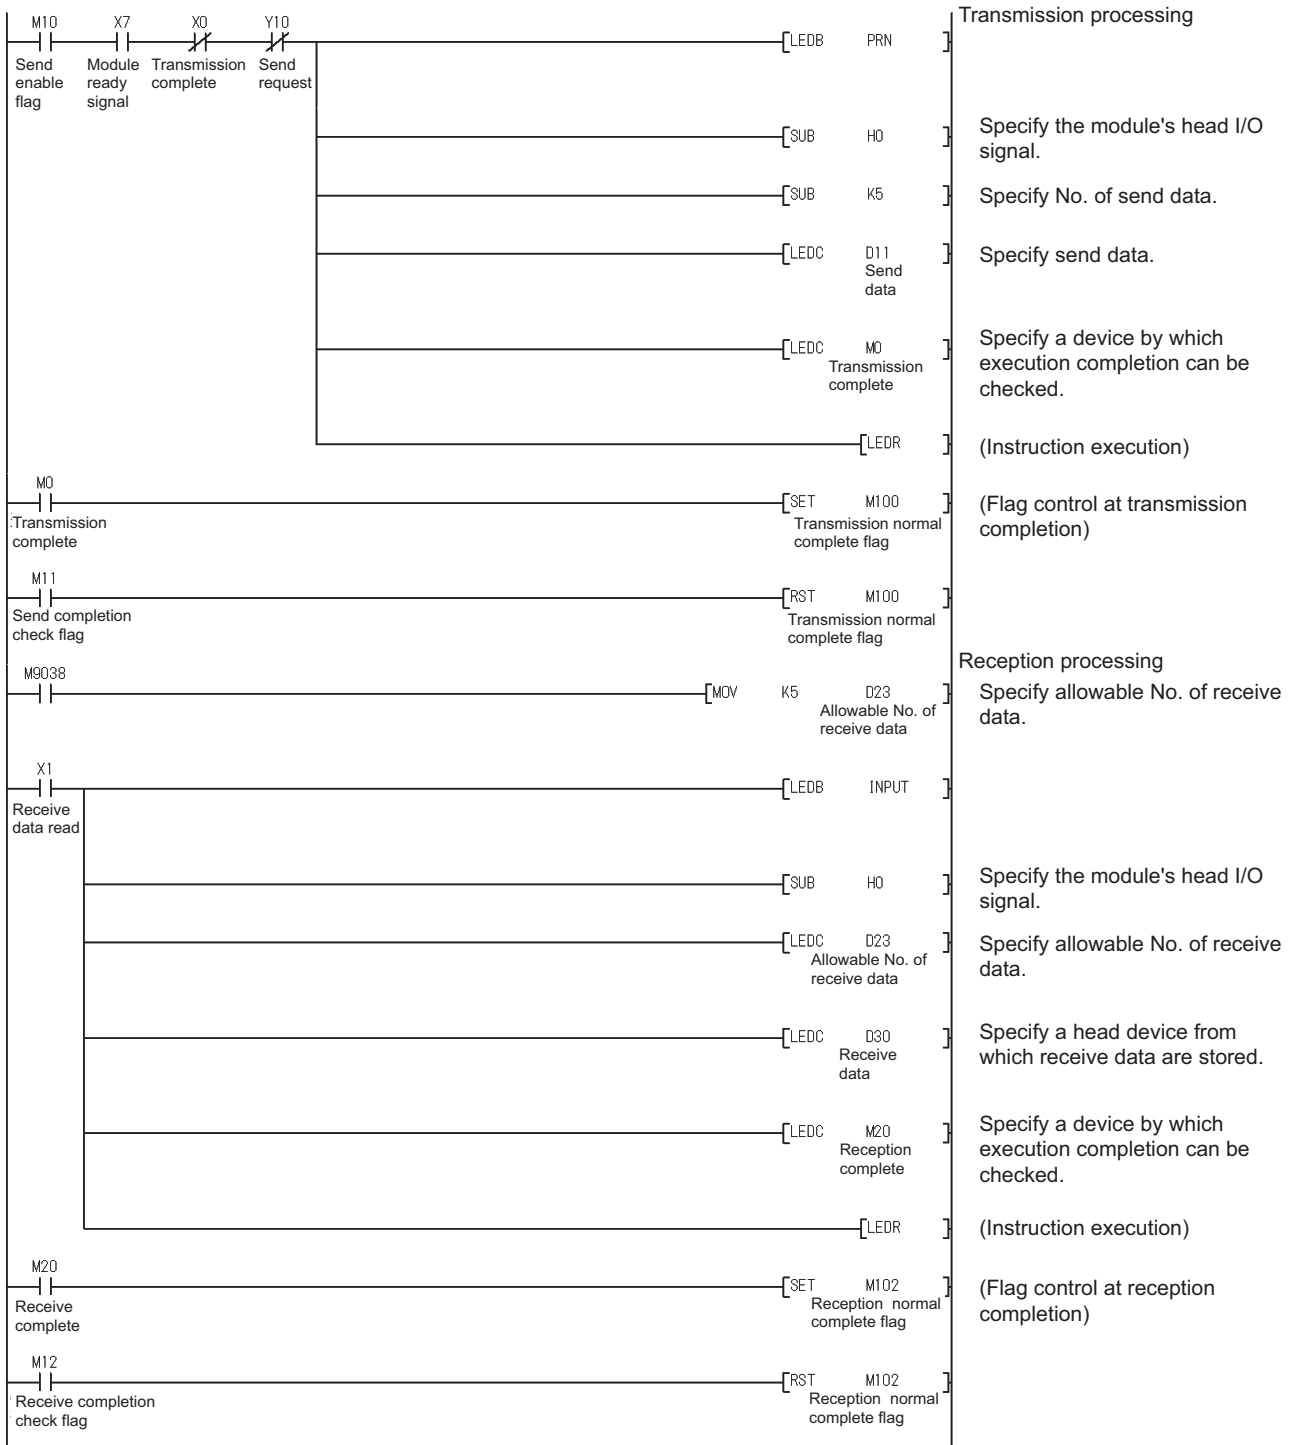 Transmission processing
M10 X7 X0 Y10
[LEDB PRN ]
Send enable flag
Module ready signal
Transmission complete
Send request
[SUB H0 ]
Specify the module's head I/O
signal.
[SUB K5 ]
Specify No. of send data.
[LEDC D11 ]
Send
data
Specify send data.
[LEDC M0 ]
Transmission
complete
Specify a device by which
execution completion can be
checked.
[LEDR ]
(Instruction execution)
M0
[SET M100 ]
Transmission
complete
Transmission normal
complete flag
(Flag control at transmission
completion)
M11
[RST M100 ]
Send completion
check flag
Transmission normal
complete flag
Reception processing
M9038
[MOV K5 D23 ]
Allowable No. of
receive data
Specify allowable No. of receive
data.
X1
[LEDB INPUT ]
Receive
data read
[SUB H0 ]
Specify the module's head I/O
signal.
[LEDC D23 ]
Allowable No. of
receive data
Specify allowable No. of receive
data.
[LEDC D30 ]
Receive
data
Specify a head device from
which receive data are stored.
[LEDC M20 ]
Reception
complete
Specify a device by which
execution completion can be
checked.
[LEDR ]
(Instruction execution)
M20
[SET M102 ]
Receive
complete
Reception normal
complete flag
(Flag control at reception
completion)
M12
[RST M102 ]
Receive completion
check flag
Reception normal
complete flag